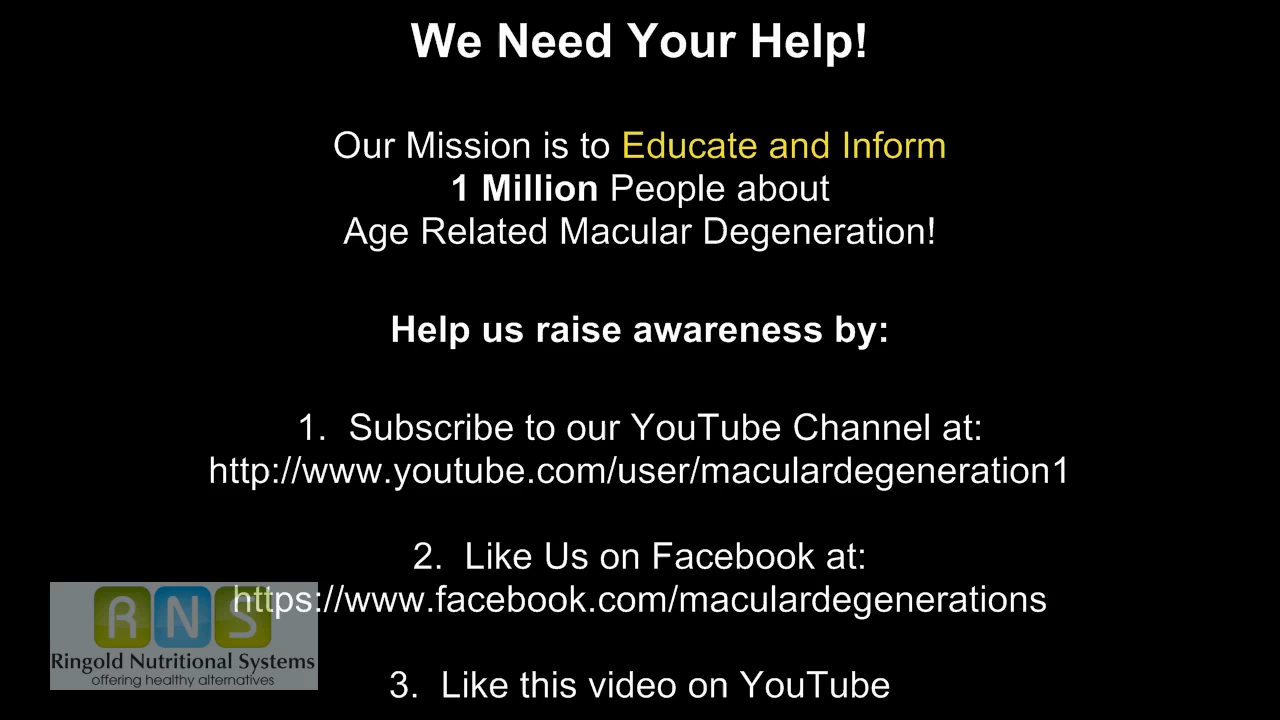 We Need Your Help!
Our Mission is to Educate and Inform
1 Million People about
Age Related Macular Degeneration!
Help us raise awareness by:
1. Subscribe to our YouTube Channel at:
http://www.youtube.com/user/maculardegeneration1
2. Like Us on Facebook at:
https://www.facebook.com/maculardegenerations
RNS
Ringold Nutritional Systems
offering healthy alternatives
3. Like this video on YouTube